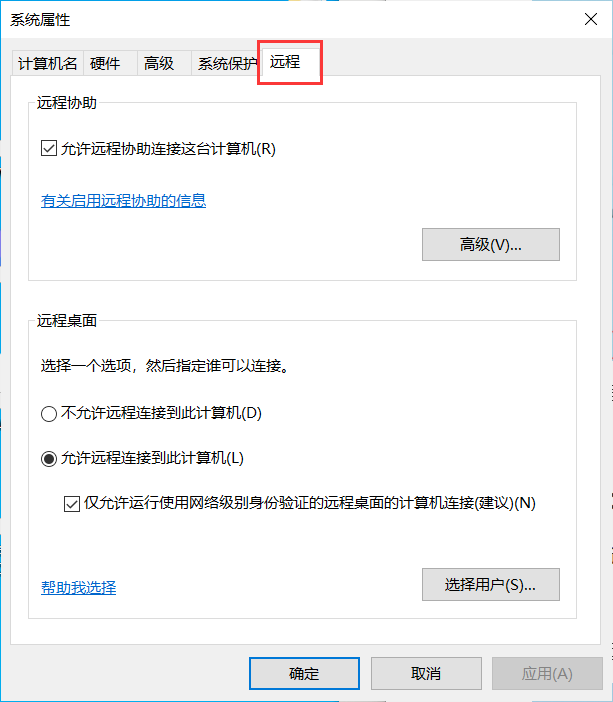 系统属性
计算机名 硬件 高级 系统保护 远程
远程协助
允许远程协助连接这台计算机(R)
有关启用远程协助的信息
高级(V)...
远程桌面
选择一个选项，然后指定谁可以连接。
不允许远程连接到此计算机(D)
允许远程连接到此计算机(L)
仅允许运行使用网络级别身份验证的远程桌面的计算机连接(建议)(N)
帮助我选择
选择用户(S)...
确定 取消 应用(A)